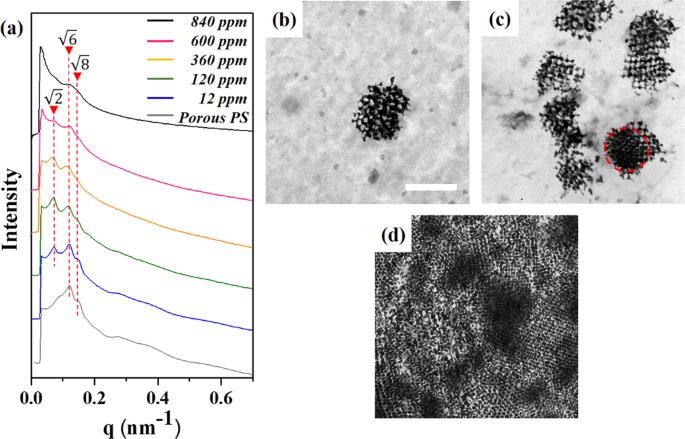 (a)
√6
√8
√2
840 ppm
600 ppm
360 ppm
120 ppm
12 ppm
Porous PS
Intensity
0.0 0.2 0.4 0.6
q (nm⁻¹)
(b)
(c)
(d)